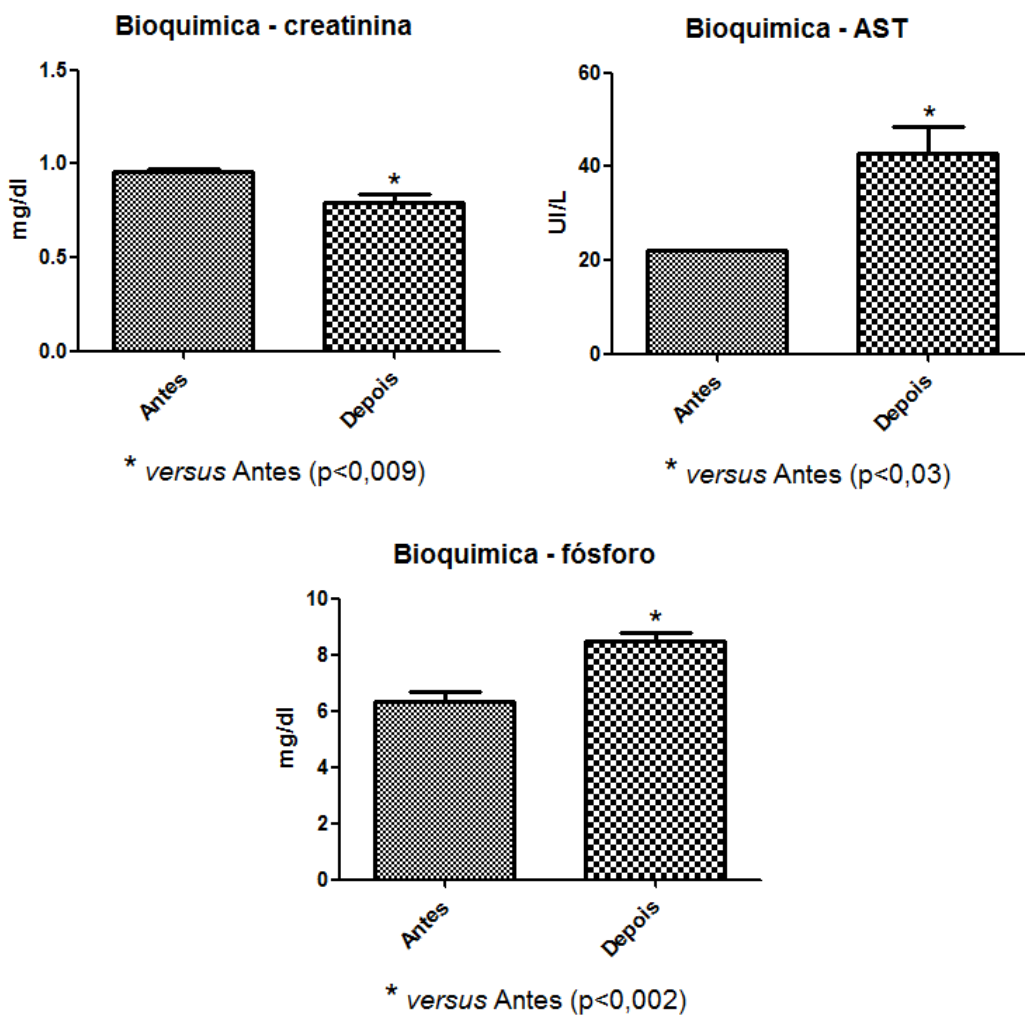 Bioquimica - creatinina
1.5
1.0
0.5
0.0
mg/dl
Antes
Depois
*
* versus Antes (p<0,009)
Bioquimica - AST
60
40
20
0
UI/L
Antes
Depois
*
* versus Antes (p<0,03)
Bioquimica - fósforo
10
8
6
4
2
0
mg/dl
Antes
Depois
*
* versus Antes (p<0,002)